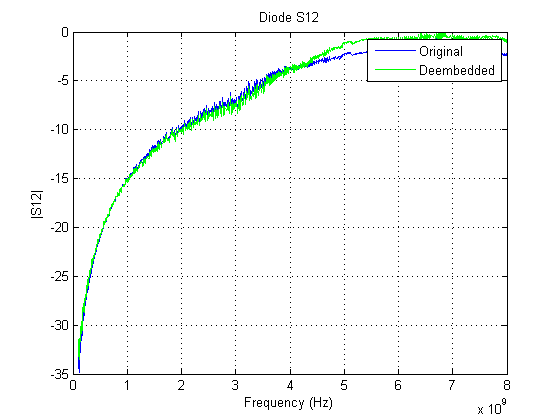 Diode S12
|S12|
0
-5
-10
-15
-20
-25
-30
-35
Original
Deembedded
0 1 2 3 4 5 6 7 8
Frequency (Hz)
x 10^9